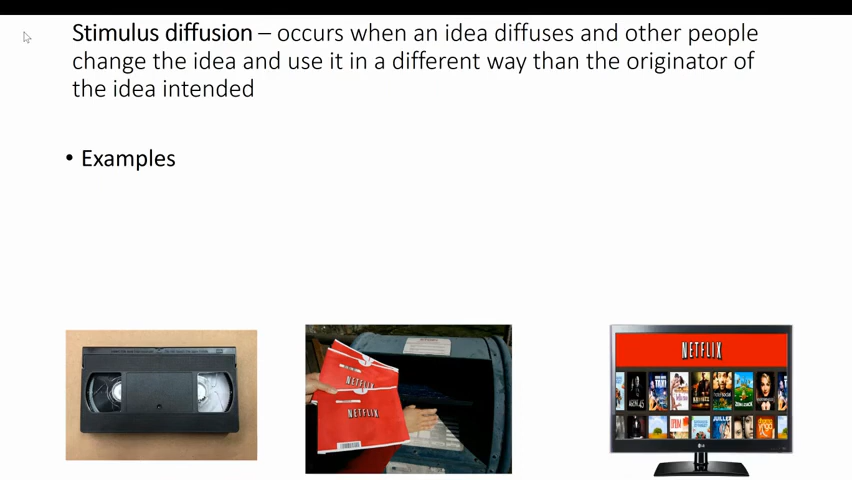 Stimulus diffusion – occurs when an idea diffuses and other people
change the idea and use it in a different way than the originator of
the idea intended
• Examples
NETFLIX
NETFLIX
NETFLIX
LG